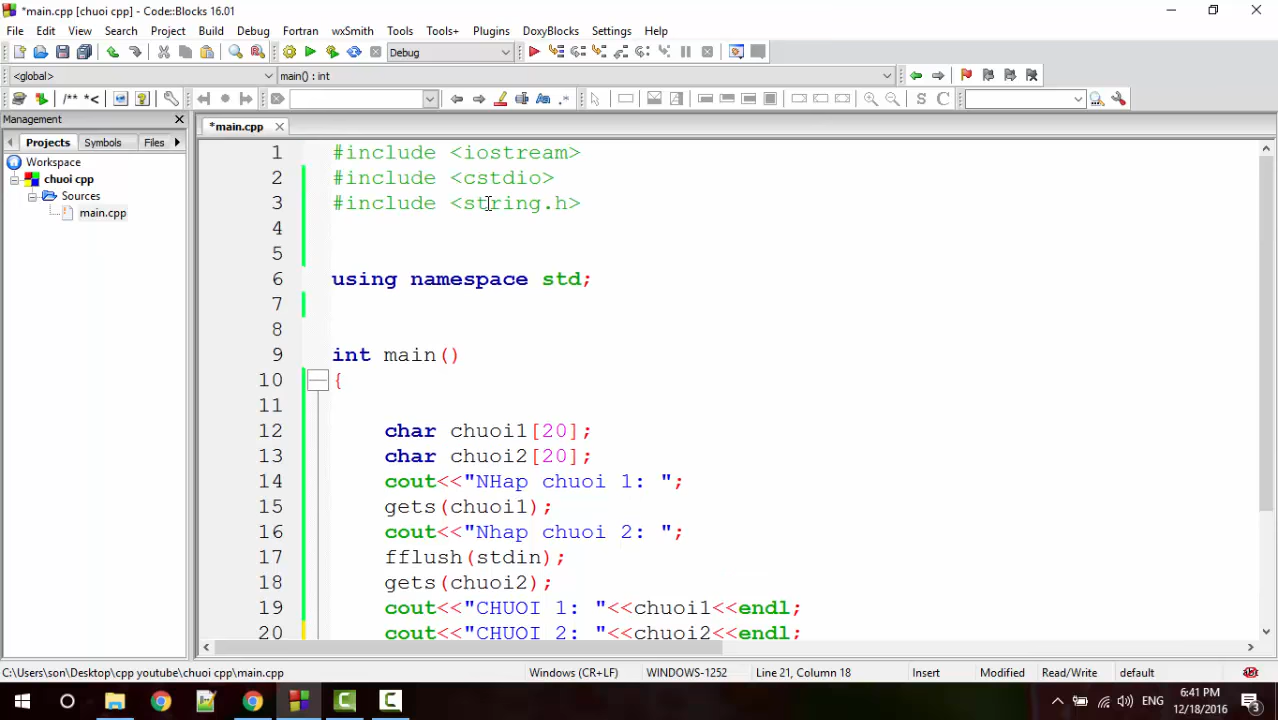 *main.cpp [chuoi cpp] - Code::Blocks 16.01
File Edit View Search Project Build Debug Fortran wxSmith Tools Tools+ Plugins DoxyBlocks Settings Help
Debug
<global> main() : int
/** *< .* S C
Management
Projects Symbols Files
*main.cpp
Workspace
chuoi cpp
Sources
main.cpp
1 #include <iostream>
2 #include <cstdio>
3 #include <string.h>
4
5
6 using namespace std;
7
8
9 int main()
10 {
11
12 char chuoi1[20];
13 char chuoi2[20];
14 cout<<"NHap chuoi 1: ";
15 gets(chuoi1);
16 cout<<"Nhap chuoi 2: ";
17 fflush(stdin);
18 gets(chuoi2);
19 cout<<"CHUOI 1: "<<chuoi1<<endl;
20 cout<<"CHUOI 2: "<<chuoi2<<endl;
C:\Users\son\Desktop\cpp youtube\chuoi cpp\main.cpp Windows (CR+LF) WINDOWS-1252 Line 21, Column 18 Insert Modified Read/Write default
ENG
6:41 PM
12/18/2016
3